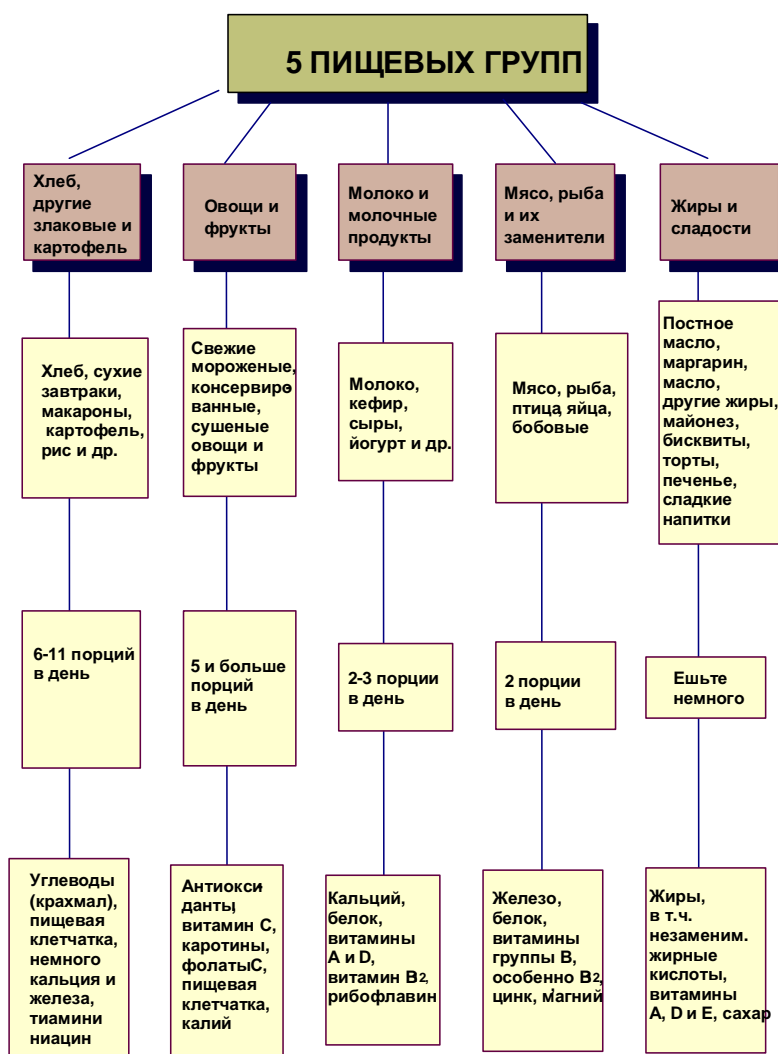 5 ПИЩЕВЫХ ГРУПП
Хлеб,
другие
злаковые и
картофель
Овощи и
фрукты
Молоко и
молочные
продукты
Мясо, рыба
и их
заменители
Жиры и
сладости
Хлеб, сухие
завтраки,
макароны,
картофель,
рис и др.
Свежие
мороженые,
консервиро-
ванные,
сушеные
овощи и
фрукты
Молоко,
кефир,
сыры,
йогурт и др.
Мясо, рыба,
птица, яйца,
бобовые
Постное
масло,
маргарин,
масло,
другие жиры,
майонез,
бисквиты,
торты,
печенье,
сладкие
напитки
6-11 порций
в день
5 и больше
порций
в день
2-3 порции
в день
2 порции
в день
Ешьте
немного
Углеводы
(крахмал),
пищевая
клетчатка,
немного
кальция и
железа,
тиамини
ниацин
Антиокси-
данты,
витамин С,
каротины,
фолатыС,
пищевая
клетчатка,
калий
Кальций,
белок,
витамины
А и D,
витамин В2,
рибофлавин
Железо,
белок,
витамины
группы В,
особенно В2,
цинк, магний
Жиры,
в т.ч.
незаменим.
жирные
кислоты,
витамины
А, D и Е, сахар